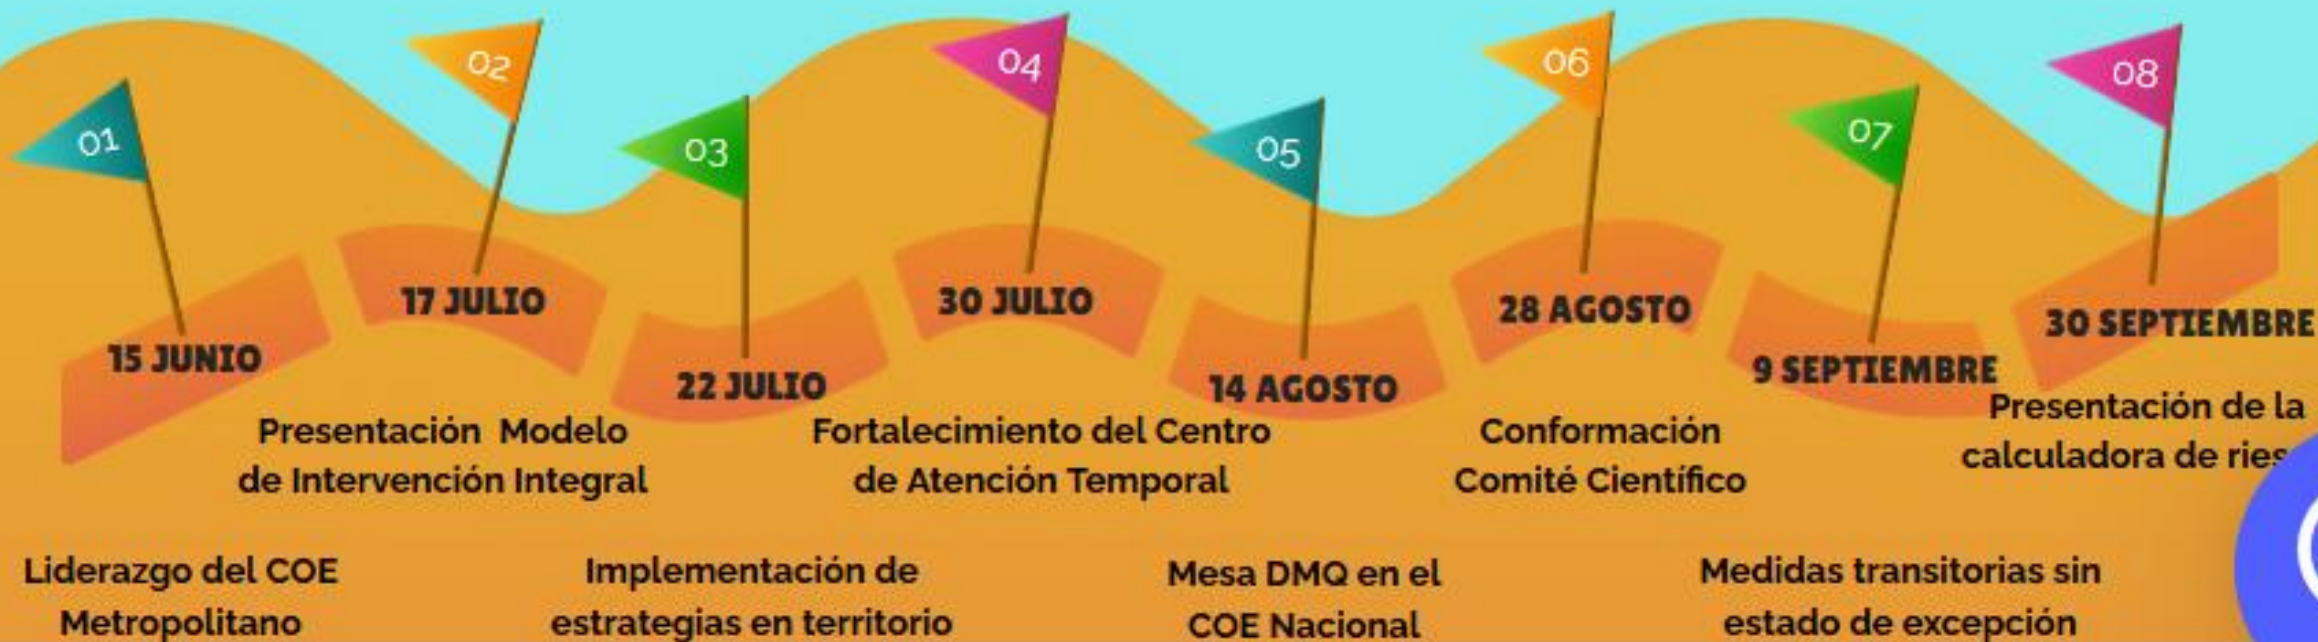 01
15 JUNIO
Liderazgo del COE
Metropolitano
02
17 JULIO
Presentación Modelo
de Intervención Integral
03
22 JULIO
Implementación de
estrategias en territorio
04
30 JULIO
Fortalecimiento del Centro
de Atención Temporal
05
14 AGOSTO
Mesa DMQ en el
COE Nacional
06
28 AGOSTO
Conformación
Comité Científico
07
9 SEPTIEMBRE
Medidas transitorias sin
estado de excepción
08
30 SEPTIEMBRE
Presentación de la
calculadora de